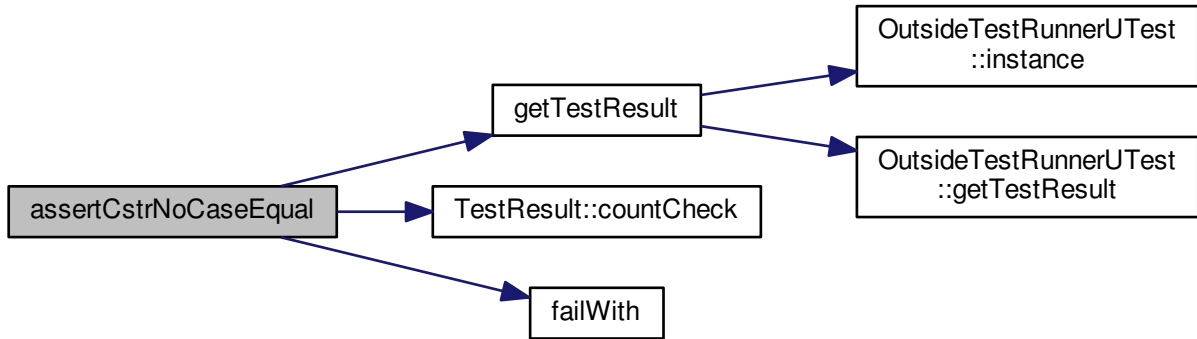 OutsideTestRunnerUTest
::instance
getTestResult
OutsideTestRunnerUTest
::getTestResult
assertCstrNoCaseEqual
TestResult::countCheck
failWith